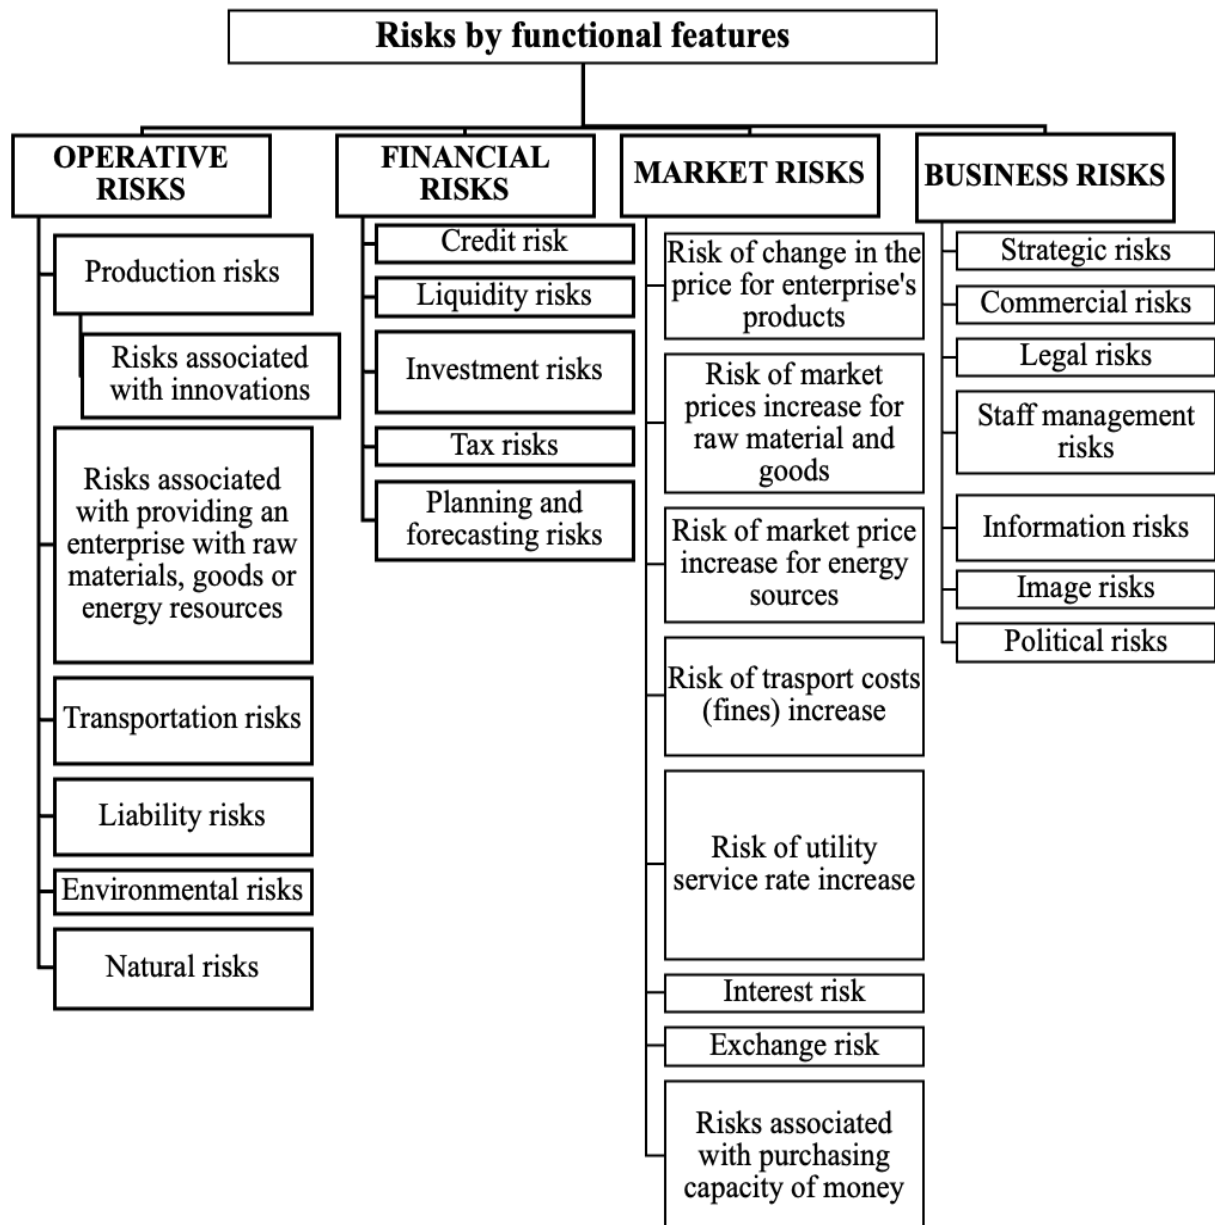 Risks by functional features
OPERATIVE
RISKS
Production risks
Risks associated
with innovations
Risks associated
with providing an
enterprise with raw
materials, goods or
energy resources
Transportation risks
Liability risks
Environmental risks
Natural risks
FINANCIAL
RISKS
Credit risk
Liquidity risks
Investment risks
Tax risks
Planning and
forecasting risks
MARKET RISKS
Risk of change in the
price for enterprise's
products
Risk of market
prices increase for
raw material and
goods
Risk of market price
increase for energy
sources
Risk of trasport costs
(fines) increase
Risk of utility
service rate increase
Interest risk
Exchange risk
Risks associated
with purchasing
capacity of money
BUSINESS RISKS
Strategic risks
Commercial risks
Legal risks
Staff management
risks
Information risks
Image risks
Political risks